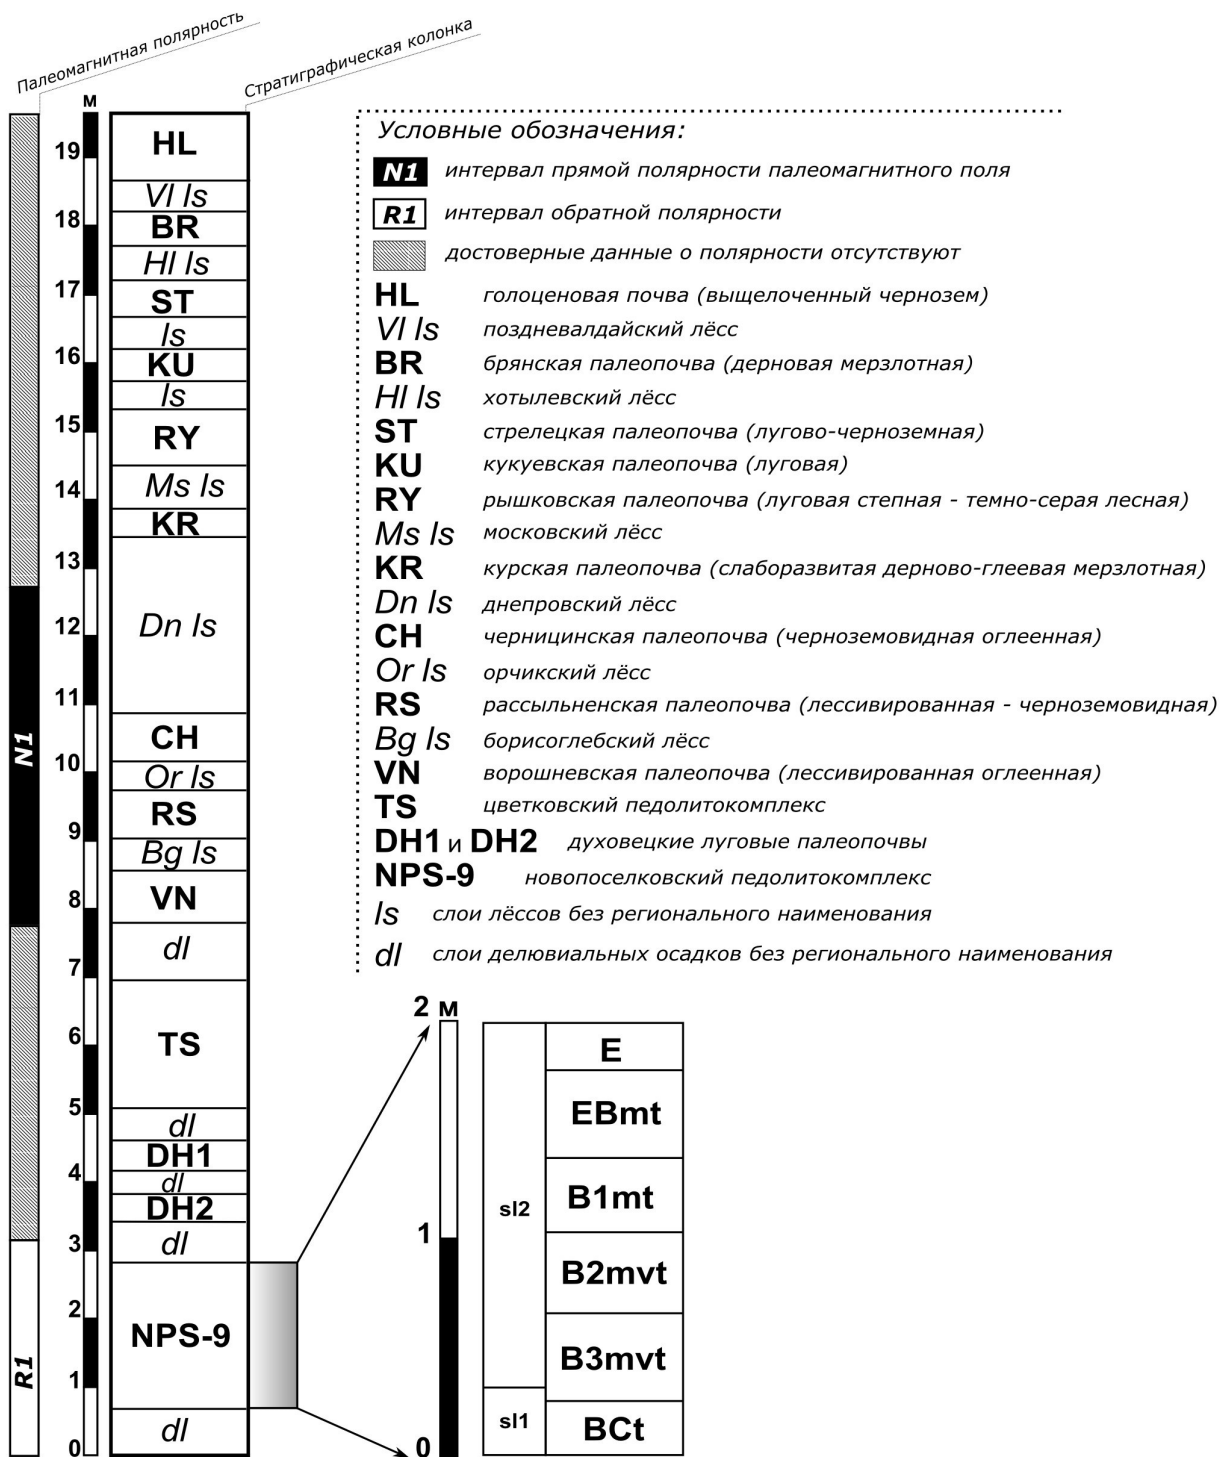 Палеомагнитная полярность
Стратиграфическая колонка
м
19
18
17
16
15
14
13
12
11
10
9
8
7
6
5
4
3
2
1
0
N1
R1
HL
Vl ls
BR
Hl ls
ST
ls
KU
ls
RY
Ms ls
KR
Dn ls
CH
Or ls
RS
Bg ls
VN
dl
TS
dl
DH1
dl
DH2
dl
NPS-9
dl
Условные обозначения:
N1 интервал прямой полярности палеомагнитного поля
R1 интервал обратной полярности
достоверные данные о полярности отсутствуют
HL голоценовая почва (выщелоченный чернозем)
Vl ls поздневалдайский лёсс
BR брянская палеопочва (дерновая мерзлотная)
Hl ls хотылевский лёсс
ST стрелецкая палеопочва (лугово-черноземная)
KU кукуевская палеопочва (луговая)
RY рышковская палеопочва (луговая степная - темно-серая лесная)
Ms ls московский лёсс
KR курская палеопочва (слаборазвитая дерново-глеевая мерзлотная)
Dn ls днепровский лёсс
CH черницинская палеопочва (черноземовидная оглеенная)
Or ls орчикский лёсс
RS рассыльненская палеопочва (лессивированная - черноземовидная)
Bg ls борисоглебский лёсс
VN ворошневская палеопочва (лессивированная оглеенная)
TS цветковский педолитокомплекс
DH1 и DH2 духовецкие луговые палеопочвы
NPS-9 новопоселковский педолитокомплекс
ls слои лёссов без регионального наименования
dl слои делювиальных осадков без регионального наименования
2 м
1
0
sl2
sl1
E
EBmt
B1mt
B2mvt
B3mvt
BCt